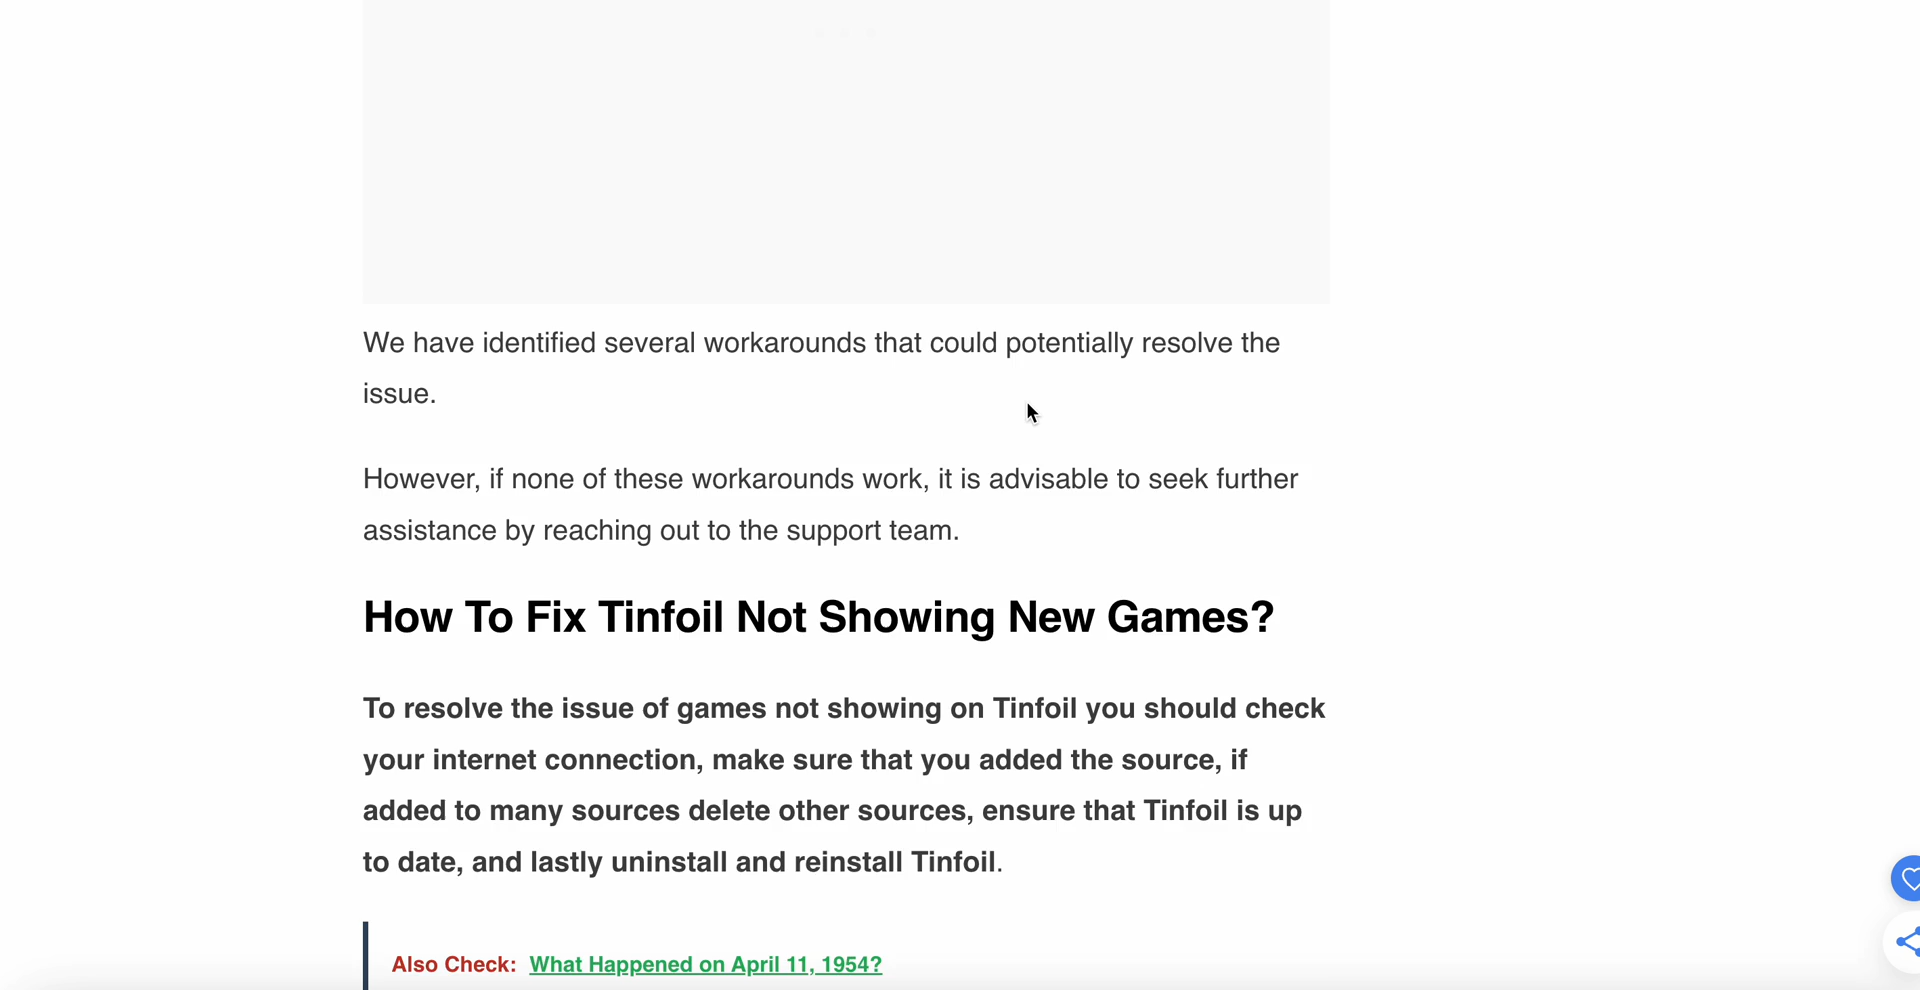 We have identified several workarounds that could potentially resolve the
issue.
However, if none of these workarounds work, it is advisable to seek further
assistance by reaching out to the support team.
How To Fix Tinfoil Not Showing New Games?
To resolve the issue of games not showing on Tinfoil you should check
your internet connection, make sure that you added the source, if
added to many sources delete other sources, ensure that Tinfoil is up
to date, and lastly uninstall and reinstall Tinfoil.
Also Check: What Happened on April 11, 1954?